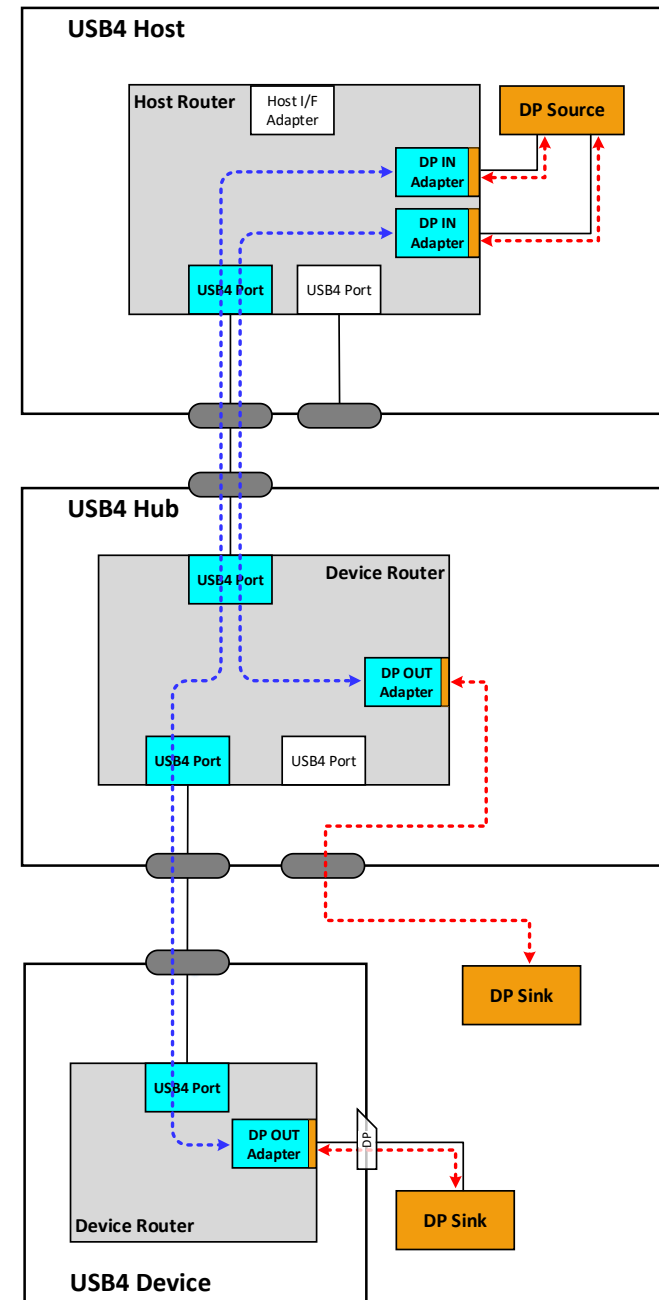 USB4 Host
Host Router
Host I/F
Adapter
DP Source
DP IN
Adapter
DP IN
Adapter
USB4 Port
USB4 Port
USB4 Hub
USB4 Port
Device Router
DP OUT
Adapter
USB4 Port
USB4 Port
DP Sink
USB4 Port
DP OUT
Adapter
DP
DP Sink
Device Router
USB4 Device